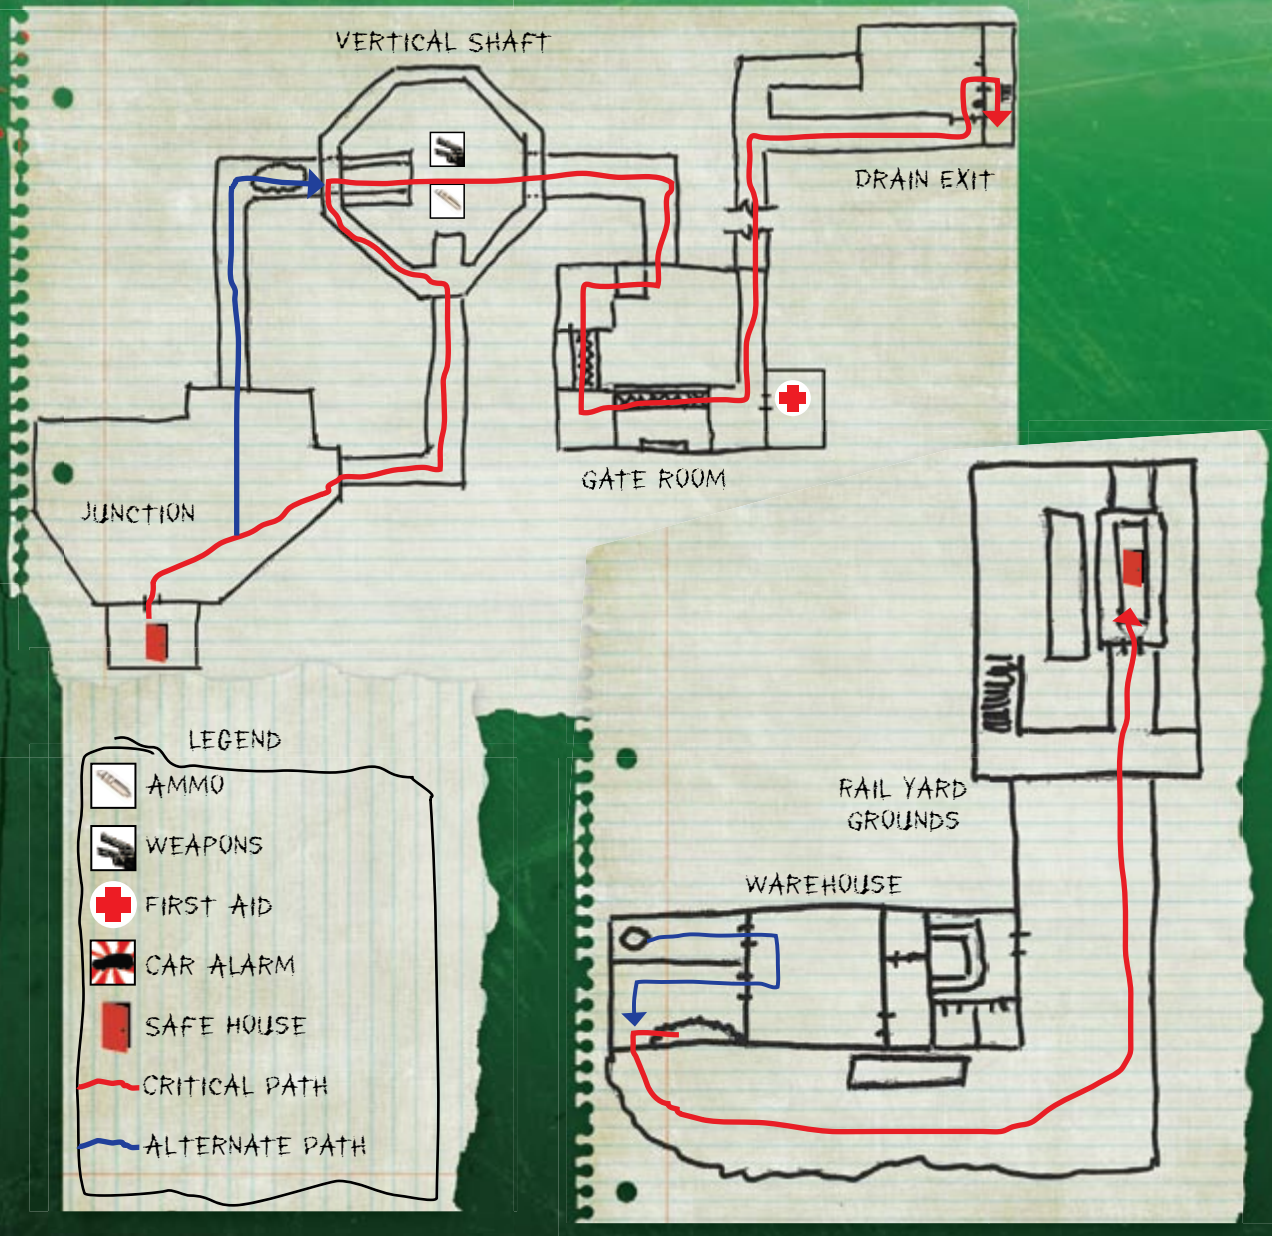 VERTICAL SHAFT
DRAIN EXIT
GATE ROOM
JUNCTION
LEGEND
AMMO
WEAPONS
FIRST AID
CAR ALARM
SAFE HOUSE
CRITICAL PATH
ALTERNATE PATH
RAIL YARD
GROUNDS
WAREHOUSE